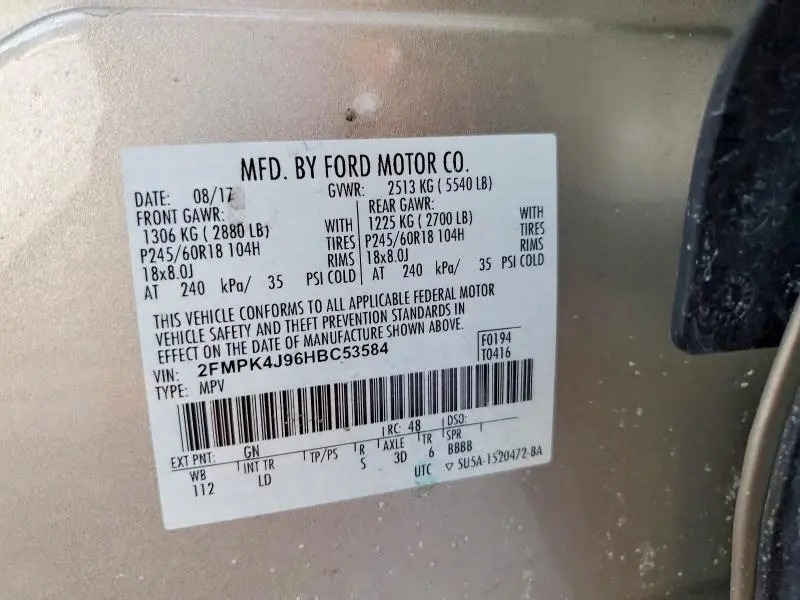 MFD. BY FORD MOTOR CO.
DATE: 08/17 GVWR: 2513 KG ( 5540 LB)
FRONT GAWR: REAR GAWR:
1306 KG ( 2880 LB) WITH 1225 KG ( 2700 LB) WITH
P245/60R18 104H TIRES P245/60R18 104H TIRES
18x8.0J RIMS 18x8.0J RIMS
AT 240 kPa/ 35 PSI COLD AT 240 kPa/ 35 PSI COLD
THIS VEHICLE CONFORMS TO ALL APPLICABLE FEDERAL MOTOR
VEHICLE SAFETY AND THEFT PREVENTION STANDARDS IN
EFFECT ON THE DATE OF MANUFACTURE SHOWN ABOVE.
F0194
VIN: 2FMPK4J96HBC53584
T0416
TYPE: MPV
EXT PNT: GN RC: 48 DSO:
WB INT TR TP/PS R AXLE TR SPR
112 LD S 3D 6 BBBB
UTC ▽ 5U5A-1520472-BA